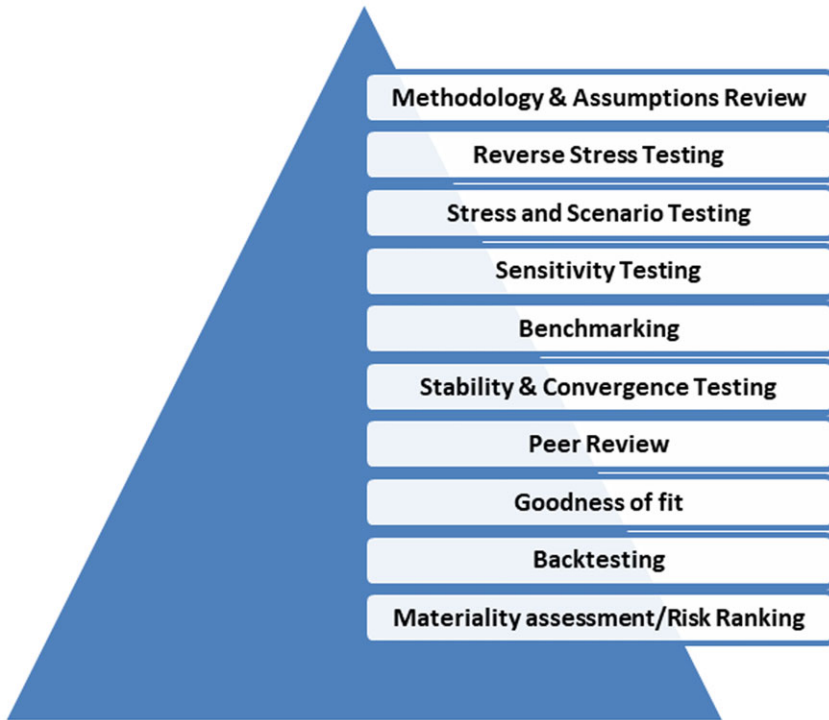 Methodology & Assumptions Review
Reverse Stress Testing
Stress and Scenario Testing
Sensitivity Testing
Benchmarking
Stability & Convergence Testing
Peer Review
Goodness of fit
Backtesting
Materiality assessment/Risk Ranking